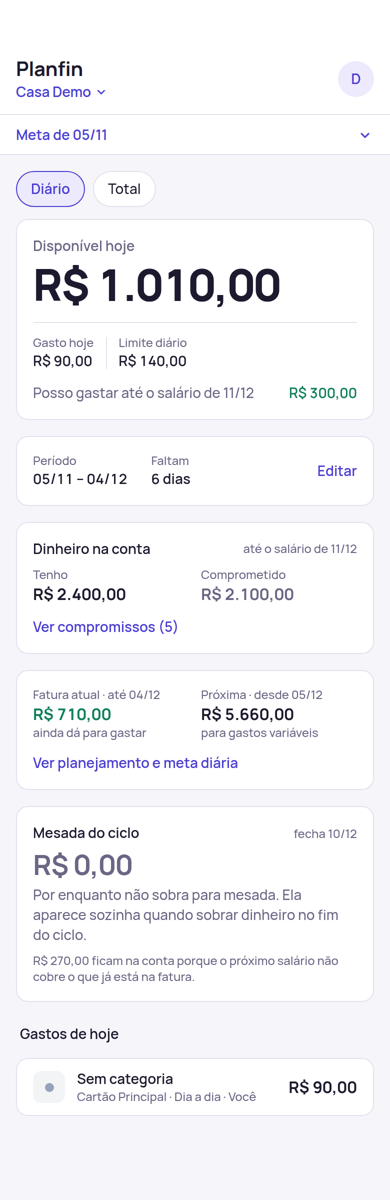 Planfin
Casa Demo
D
Meta de 05/11
Diário
Total
Disponível hoje
R$ 1.010,00
Gasto hoje
Limite diário
R$ 90,00
R$ 140,00
Posso gastar até o salário de 11/12
R$ 300,00
Período
Faltam
05/11 – 04/12
6 dias
Editar
Dinheiro na conta
até o salário de 11/12
Tenho
Comprometido
R$ 2.400,00
R$ 2.100,00
Ver compromissos (5)
Fatura atual · até 04/12
Próxima · desde 05/12
R$ 710,00
R$ 5.660,00
ainda dá para gastar
para gastos variáveis
Ver planejamento e meta diária
Mesada do ciclo
fecha 10/12
R$ 0,00
Por enquanto não sobra para mesada. Ela
aparece sozinha quando sobrar dinheiro no fim
do ciclo.
R$ 270,00 ficam na conta porque o próximo salário não
cobre o que já está na fatura.
Gastos de hoje
Sem categoria
Cartão Principal · Dia a dia · Você
R$ 90,00